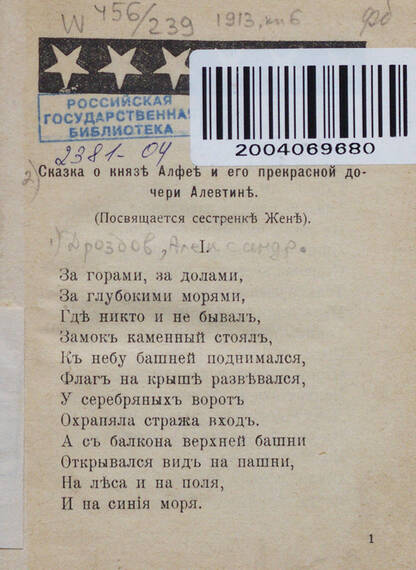 W 456/239 1913, кн 6 фб
РОССИЙСКАЯ
ГОСУДАРСТВЕННАЯ
БИБЛИОТЕКА
2004069680
2381-04
2) Сказка о князѣ Алфеѣ и его прекрасной до-
чери Алевтинѣ.
(Посвящается сестренкѣ Женѣ).
1) Дроздов, Александр.
I.
За горами, за долами,
За глубокими морями,
Гдѣ никто и не бывалъ,
Замокъ каменный стоялъ,
Къ небу башней поднимался,
Флагъ на крышѣ развѣвался,
У серебряныхъ воротъ
Охраняла стража входъ.
А съ балкона верхней башни
Открывался видъ на пашни,
На лѣса и на поля,
И на синія моря.
1